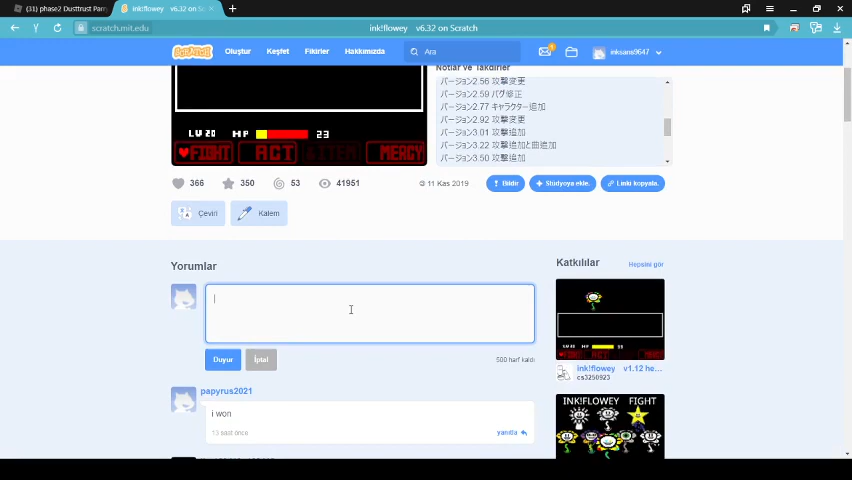 (31) phase2 Dusttrust Pam
ink!flowey v6.32 on Scratch
scratch.mit.edu
ink!flowey v6.32 on Scratch
SCRATCH
Oluştur
Keşfet
Fikirler
Hakkımızda
Ara
inksans9647
Notlar ve Takdirler
バージョン2.56 攻撃変更
バージョン2.59 バグ修正
バージョン2.77 キャラクター追加
バージョン2.92 攻撃変更
バージョン3.01 攻撃追加
バージョン3.22 攻撃追加と曲追加
バージョン3.50 攻撃追加
LV 20 HP 23
FIGHT ACT ITEM MERCY
366 350 53 41951
11 Kas 2019
Bildir
Stüdyoya ekle.
Linki kopyala.
Çeviri
Kalem
Yorumlar
Duyur
İptal
500 harf kaldı
papyrus2021
i won
13 saat önce
yanıtla
Katkılılar
Hepsini gör
ink!flowey v1.12 he...
cs3250923
INK!FLOWEY FIGHT